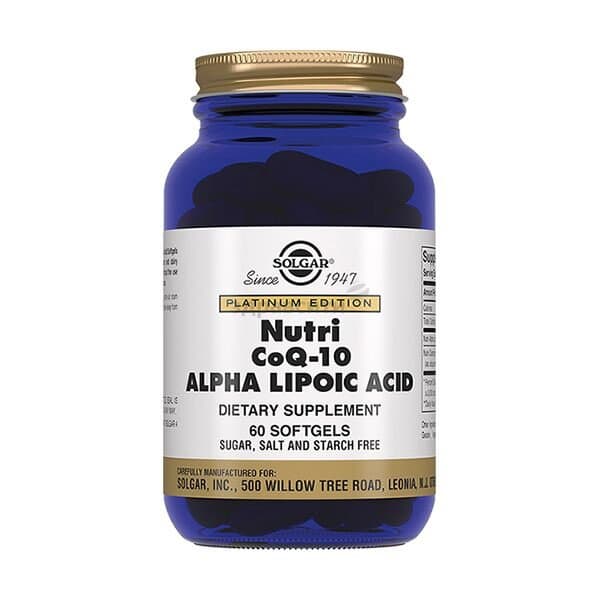 SOLGAR®
Since 1947
PLATINUM EDITION
Nutri
CoQ-10
ALPHA LIPOIC ACID
DIETARY SUPPLEMENT
60 SOFTGELS
SUGAR, SALT AND STARCH FREE
CAREFULLY MANUFACTURED FOR:
SOLGAR, INC., 500 WILLOW TREE ROAD, LEONIA, N.J.